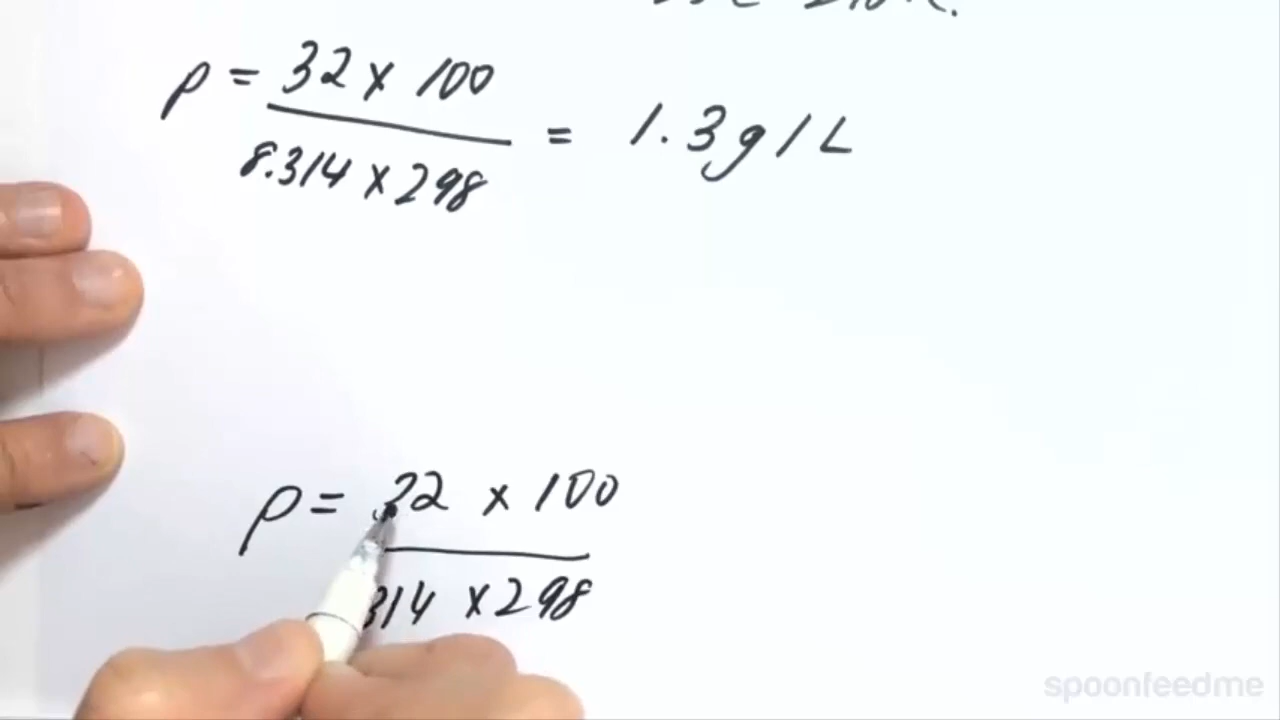 ρ = 32 x 100
8.314 x 298
= 1.3g/L
ρ = 32 x 100
314 x 298
spoonfeedme